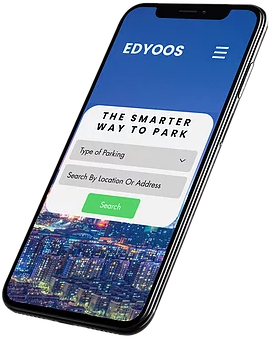 EDYOOS
THE SMARTER
WAY TO PARK
Type of Parking
Search By Location Or Address
Search